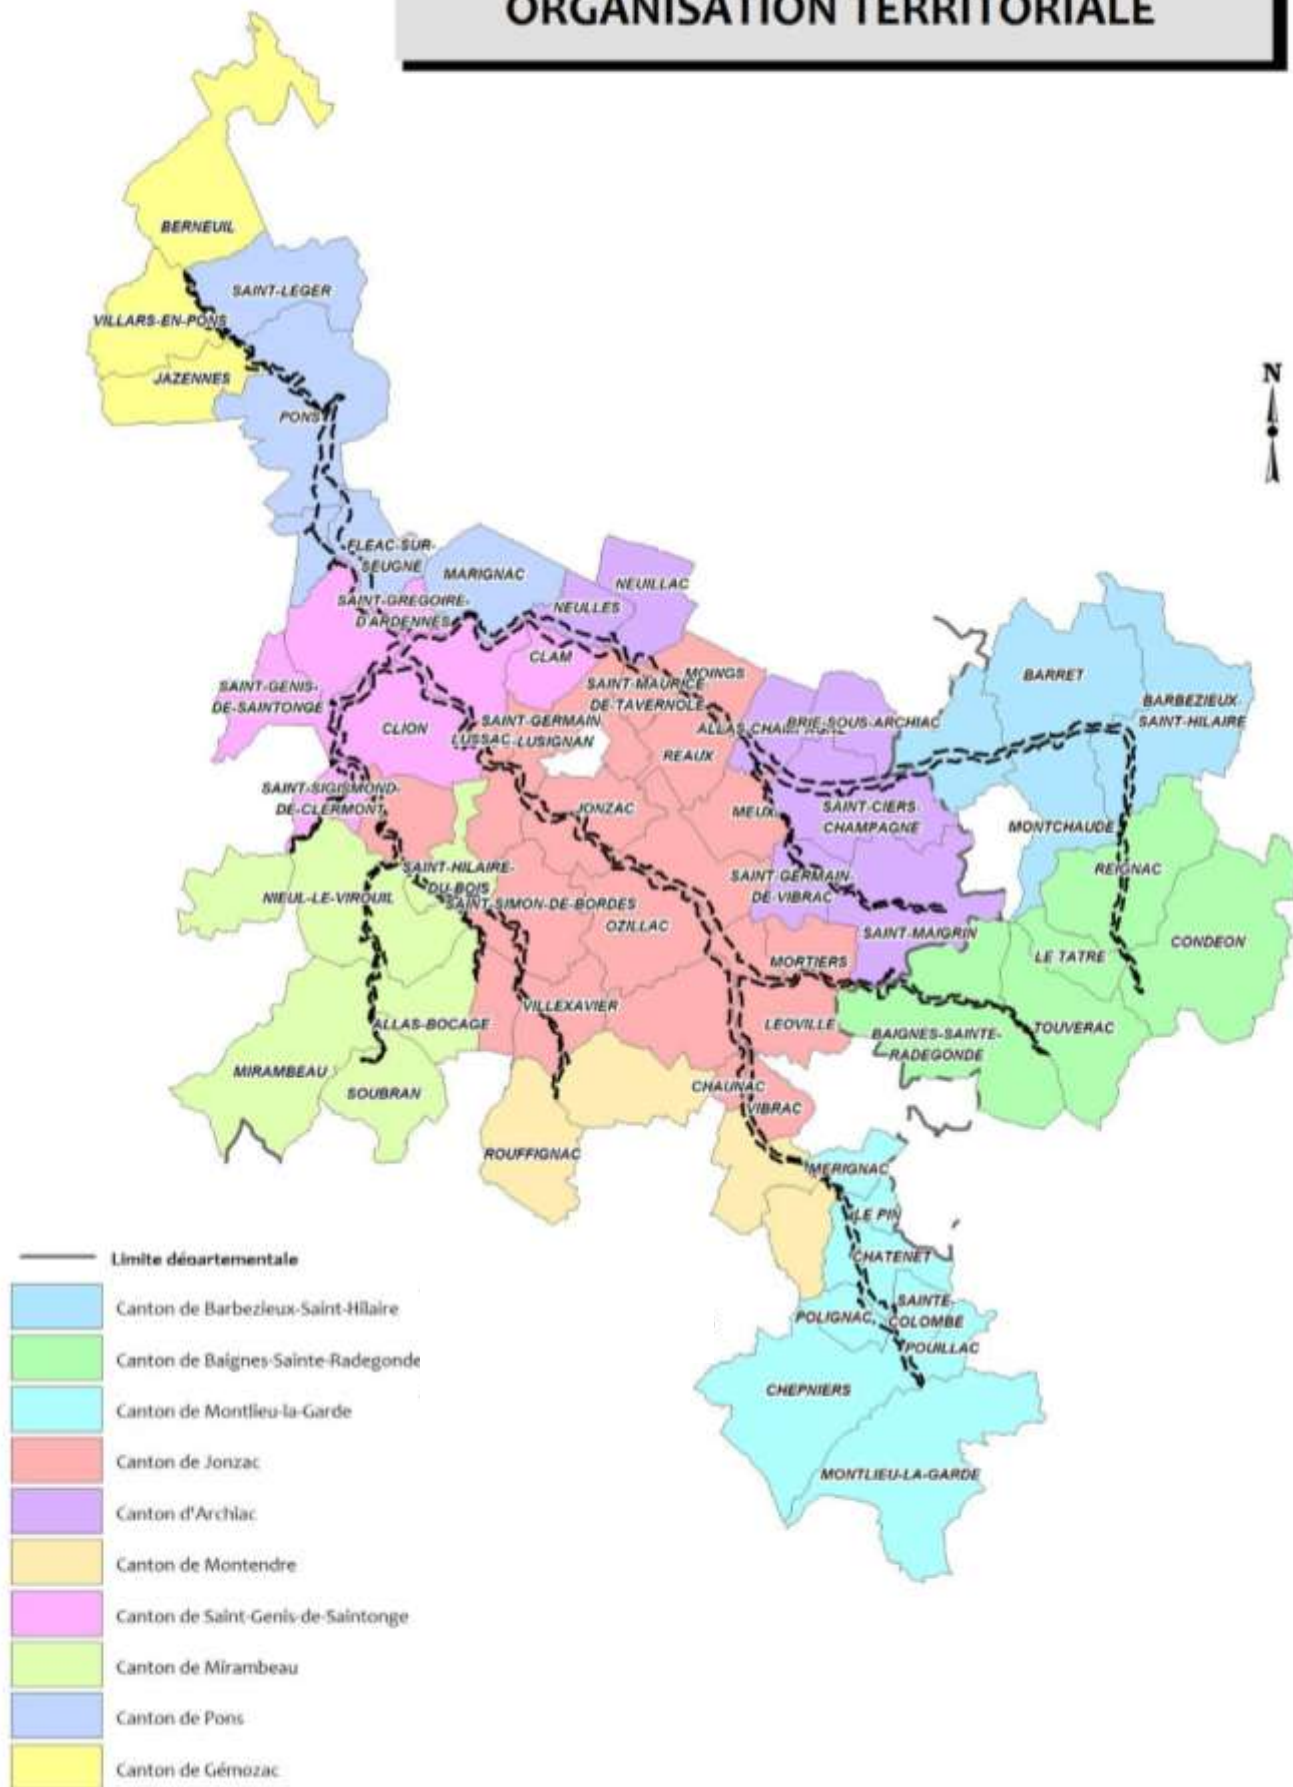 ORGANISATION TERRITORIALE
BERNEUIL
SAINT-LEGER
VILLARS-EN-PONS
JAZENNES
PONS
N
FLEAC-SUR-
SEUGNE
MARIGNAC
NEUILLAC
SAINT-GREGOIRE-
D'ARDENNES
NEULLES
CLAM
MOINGS
BARRET
SAINT-GENIS-
DE-SAINTONGE
SAINT-MAURICE
DE-TAVERNOLE
BARBEZIEUX-
SAINT-HILAIRE
CLION
SAINT-GERMAIN
LUSSAC
-LUSIGNAN
ALLAS-CHAMPAGNE
BRIE-SOUS-ARCHIAC
REAUX
SAINT-SIGISMOND-
DE-CLERMONT
JONZAC
MEUX
SAINT-CIERS-
CHAMPAGNE
MONTCHAUDE
SAINT-HILAIRE-
DU-BOIS
SAINT GERMAIN-
DE-VIBRAC
REIGNAC
NIEUL-LE-VIROUIL
SAINT-SIMON-DE-BORDES
OZILLAC
SAINT-MAIGRIN
CONDEON
MORTIERS
LE TATRE
VILLEXAVIER
ALLAS-BOCAGE
LEOVILLE
BAIGNES-SAINTE-
RADEGONDE
TOUVERAC
MIRAMBEAU
SOUBRAN
CHAUNAC
VIBRAC
ROUFFIGNAC
MERIGNAC
LE PIN
CHATENET
SAINTE-
COLOMBE
POLIGNAC
POUILLAC
CHEPNIERS
MONTLIEU-LA-GARDE
Limite départementale
Canton de Barbezieux-Saint-Hilaire
Canton de Baignes-Sainte-Radegonde
Canton de Montlieu-la-Garde
Canton de Jonzac
Canton d'Archiac
Canton de Montendre
Canton de Saint-Genis-de-Saintonge
Canton de Mirambeau
Canton de Pons
Canton de Gémozac